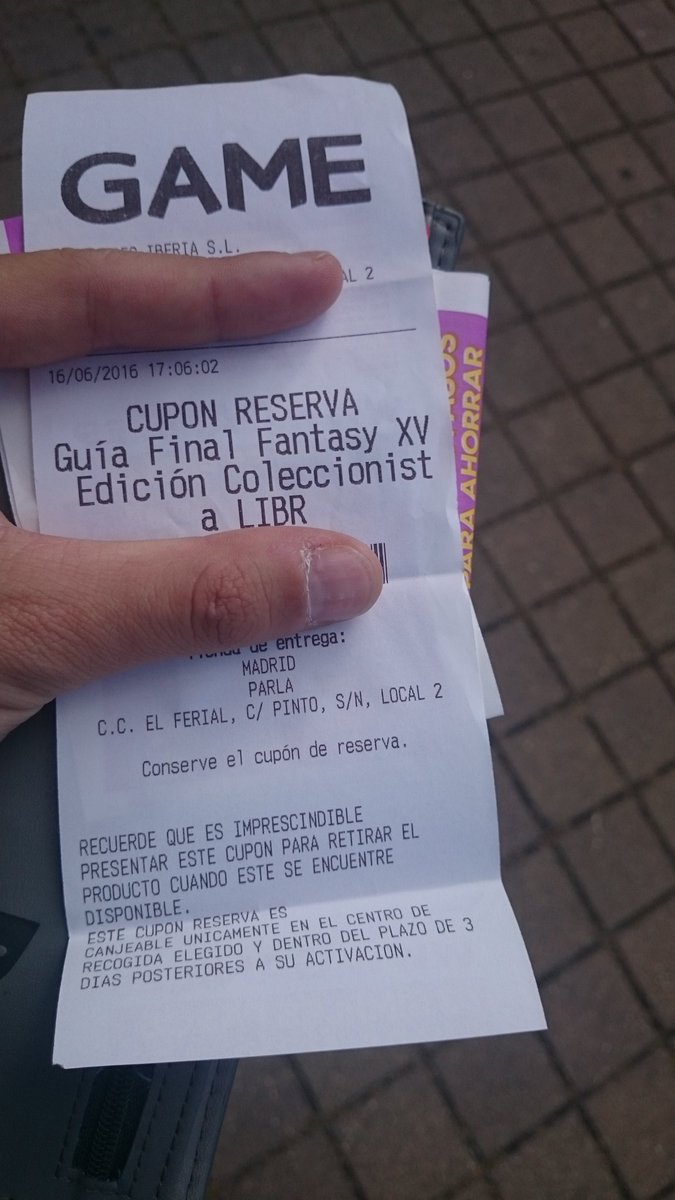 GAME
IBERIA S.L.
2
16/06/2016 17:06:02
CUPON RESERVA
Guía Final Fantasy XV
Edición Coleccionist
a LIBR
de entrega:
MADRID
PARLA
C.C. EL FERIAL, C/ PINTO, S/N, LOCAL 2
Conserve el cupón de reserva.
RECUERDE QUE ES IMPRESCINDIBLE
PRESENTAR ESTE CUPON PARA RETIRAR EL
PRODUCTO CUANDO ESTE SE ENCUENTRE
DISPONIBLE.
ESTE CUPON RESERVA ES
CANJEABLE UNICAMENTE EN EL CENTRO DE
RECOGIDA ELEGIDO Y DENTRO DEL PLAZO DE 3
DIAS POSTERIORES A SU ACTIVACION.
PARA AHORRAR